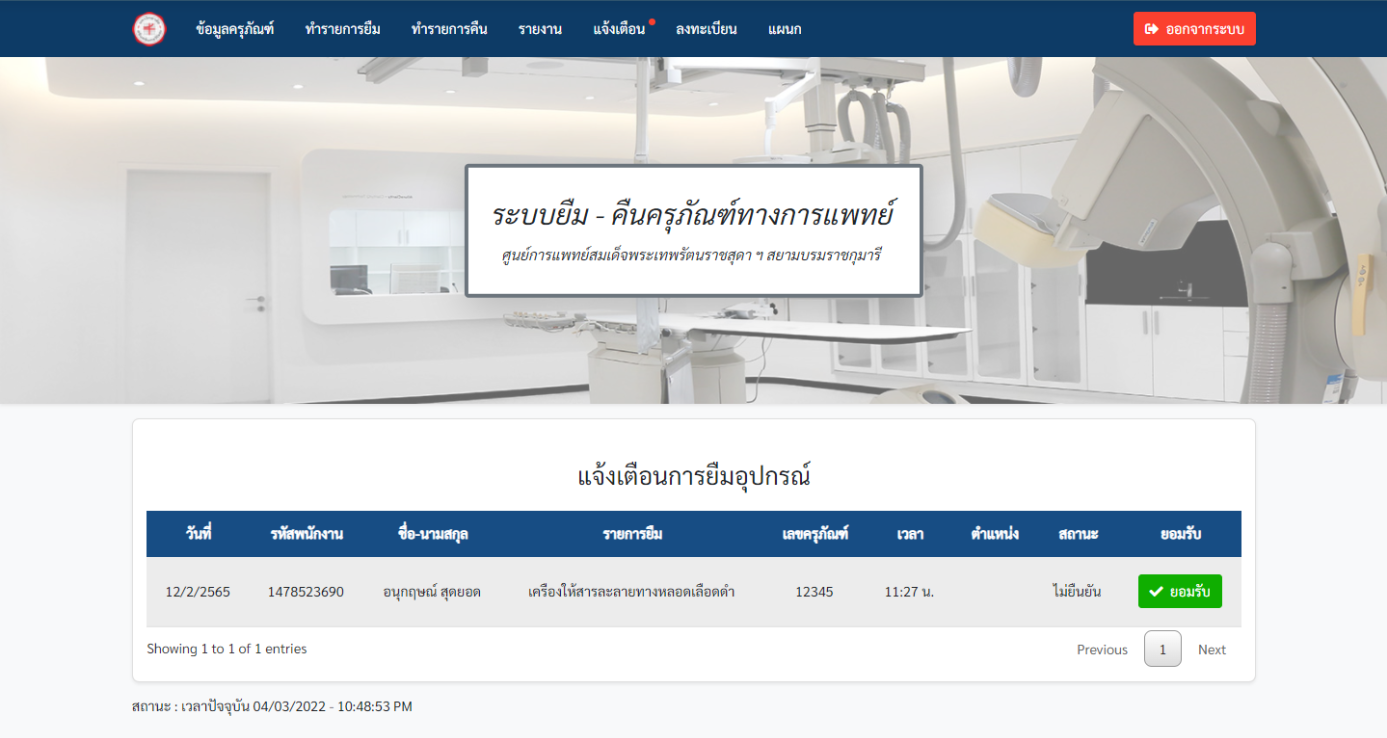 ข้อมูลครุภัณฑ์ ทำรายการยืม ทำรายการคืน รายงาน แจ้งเตือน ลงทะเบียน แผนก ออกจากระบบ
ระบบยืม - คืนครุภัณฑ์ทางการแพทย์
ศูนย์การแพทย์สมเด็จพระเทพรัตนราชสุดา ฯ สยามบรมราชกุมารี
แจ้งเตือนการยืมอุปกรณ์
วันที่ รหัสพนักงาน ชื่อ-นามสกุล รายการยืม เลขครุภัณฑ์ เวลา ตำแหน่ง สถานะ ยอมรับ
12/2/2565 1478523690 อนุกฤษณ์ สุดยอด เครื่องให้สารละลายทางหลอดเลือดดำ 12345 11:27 น. ไม่ยืนยัน ยอมรับ
Showing 1 to 1 of 1 entries Previous 1 Next
สถานะ : เวลาปัจจุบัน 04/03/2022 - 10:48:53 PM